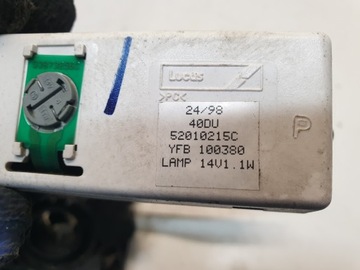 Lucas
>PC<
24/98
40DU
52010215C
YFB 100380
LAMP 14V1.1W
P